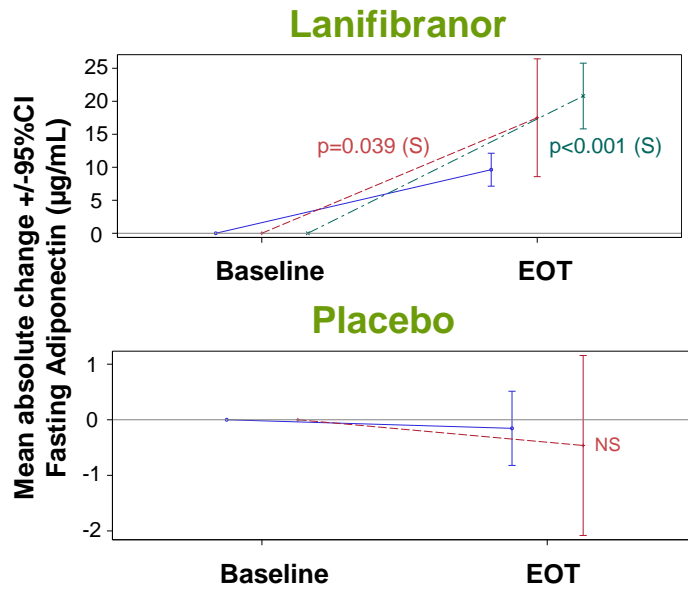 Lanifibranor
Mean absolute change +/-95%CI
Fasting Adiponectin (µg/mL)
25
20
15
10
5
0
p=0.039 (S)
p<0.001 (S)
Baseline
EOT
Placebo
1
0
-1
-2
NS
Baseline
EOT